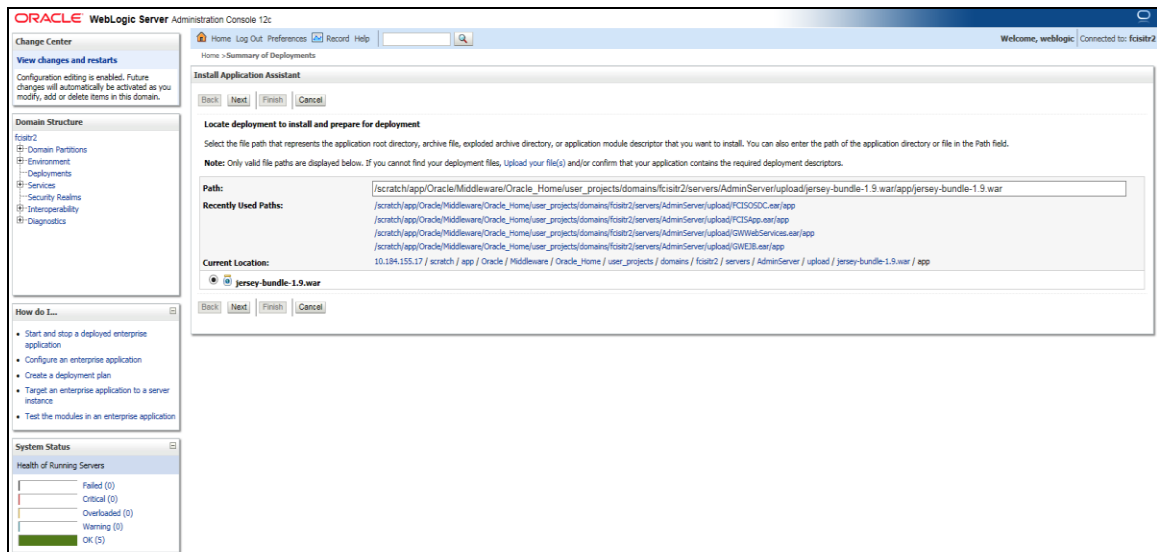 ORACLE WebLogic Server Administration Console 12c
Change Center
View changes and restarts
Configuration editing is enabled. Future
changes will automatically be activated as you
modify, add or delete items in this domain.
Domain Structure
fcisitr2
Domain Partitions
Environment
Deployments
Services
Security Realms
Interoperability
Diagnostics
How do I...
Start and stop a deployed enterprise
application
Configure an enterprise application
Create a deployment plan
Target an enterprise application to a server
instance
Test the modules in an enterprise application
System Status
Health of Running Servers
Failed (0)
Critical (0)
Overloaded (0)
Warning (0)
OK (5)
Home Log Out Preferences Record Help
Welcome, weblogic Connected to: fcisitr2
Home >Summary of Deployments
Install Application Assistant
Back Next Finish Cancel
Locate deployment to install and prepare for deployment
Select the file path that represents the application root directory, archive file, exploded archive directory, or application module descriptor that you want to install. You can also enter the path of the application directory or file in the Path field.
Note: Only valid file paths are displayed below. If you cannot find your deployment files, Upload your file(s) and/or confirm that your application contains the required deployment descriptors.
Path: /scratch/app/Oracle/Middleware/Oracle_Home/user_projects/domains/fcisitr2/servers/AdminServer/upload/jersey-bundle-1.9.war/app/jersey-bundle-1.9.war
Recently Used Paths: /scratch/app/Oracle/Middleware/Oracle_Home/user_projects/domains/fcisitr2/servers/AdminServer/upload/FCISOSDC.ear/app
/scratch/app/Oracle/Middleware/Oracle_Home/user_projects/domains/fcisitr2/servers/AdminServer/upload/FCISApp.ear/app
/scratch/app/Oracle/Middleware/Oracle_Home/user_projects/domains/fcisitr2/servers/AdminServer/upload/GWWebServices.ear/app
/scratch/app/Oracle/Middleware/Oracle_Home/user_projects/domains/fcisitr2/servers/AdminServer/upload/GWEJB.ear/app
Current Location: 10.184.155.17 / scratch / app / Oracle / Middleware / Oracle_Home / user_projects / domains / fcisitr2 / servers / AdminServer / upload / jersey-bundle-1.9.war / app
jersey-bundle-1.9.war
Back Next Finish Cancel